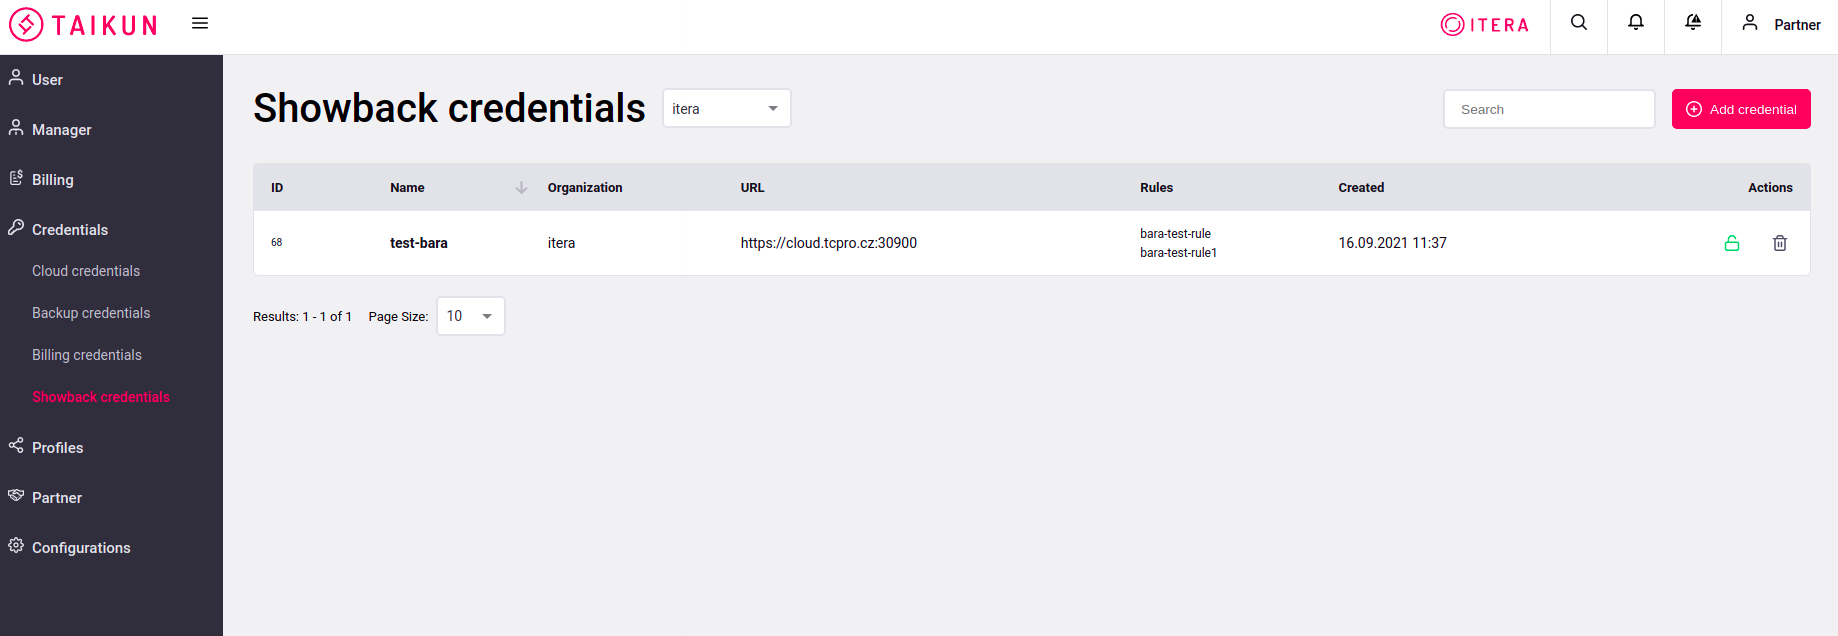 TAIKUN
ITERA
Partner
User
Manager
Billing
Credentials
Cloud credentials
Backup credentials
Billing credentials
Showback credentials
Profiles
Partner
Configurations
Showback credentials
itera
Search
Add credential
ID Name Organization URL Rules Created Actions
68 test-bara itera https://cloud.tcpro.cz:30900 bara-test-rule 16.09.2021 11:37
bara-test-rule1
Results: 1 - 1 of 1 Page Size: 10